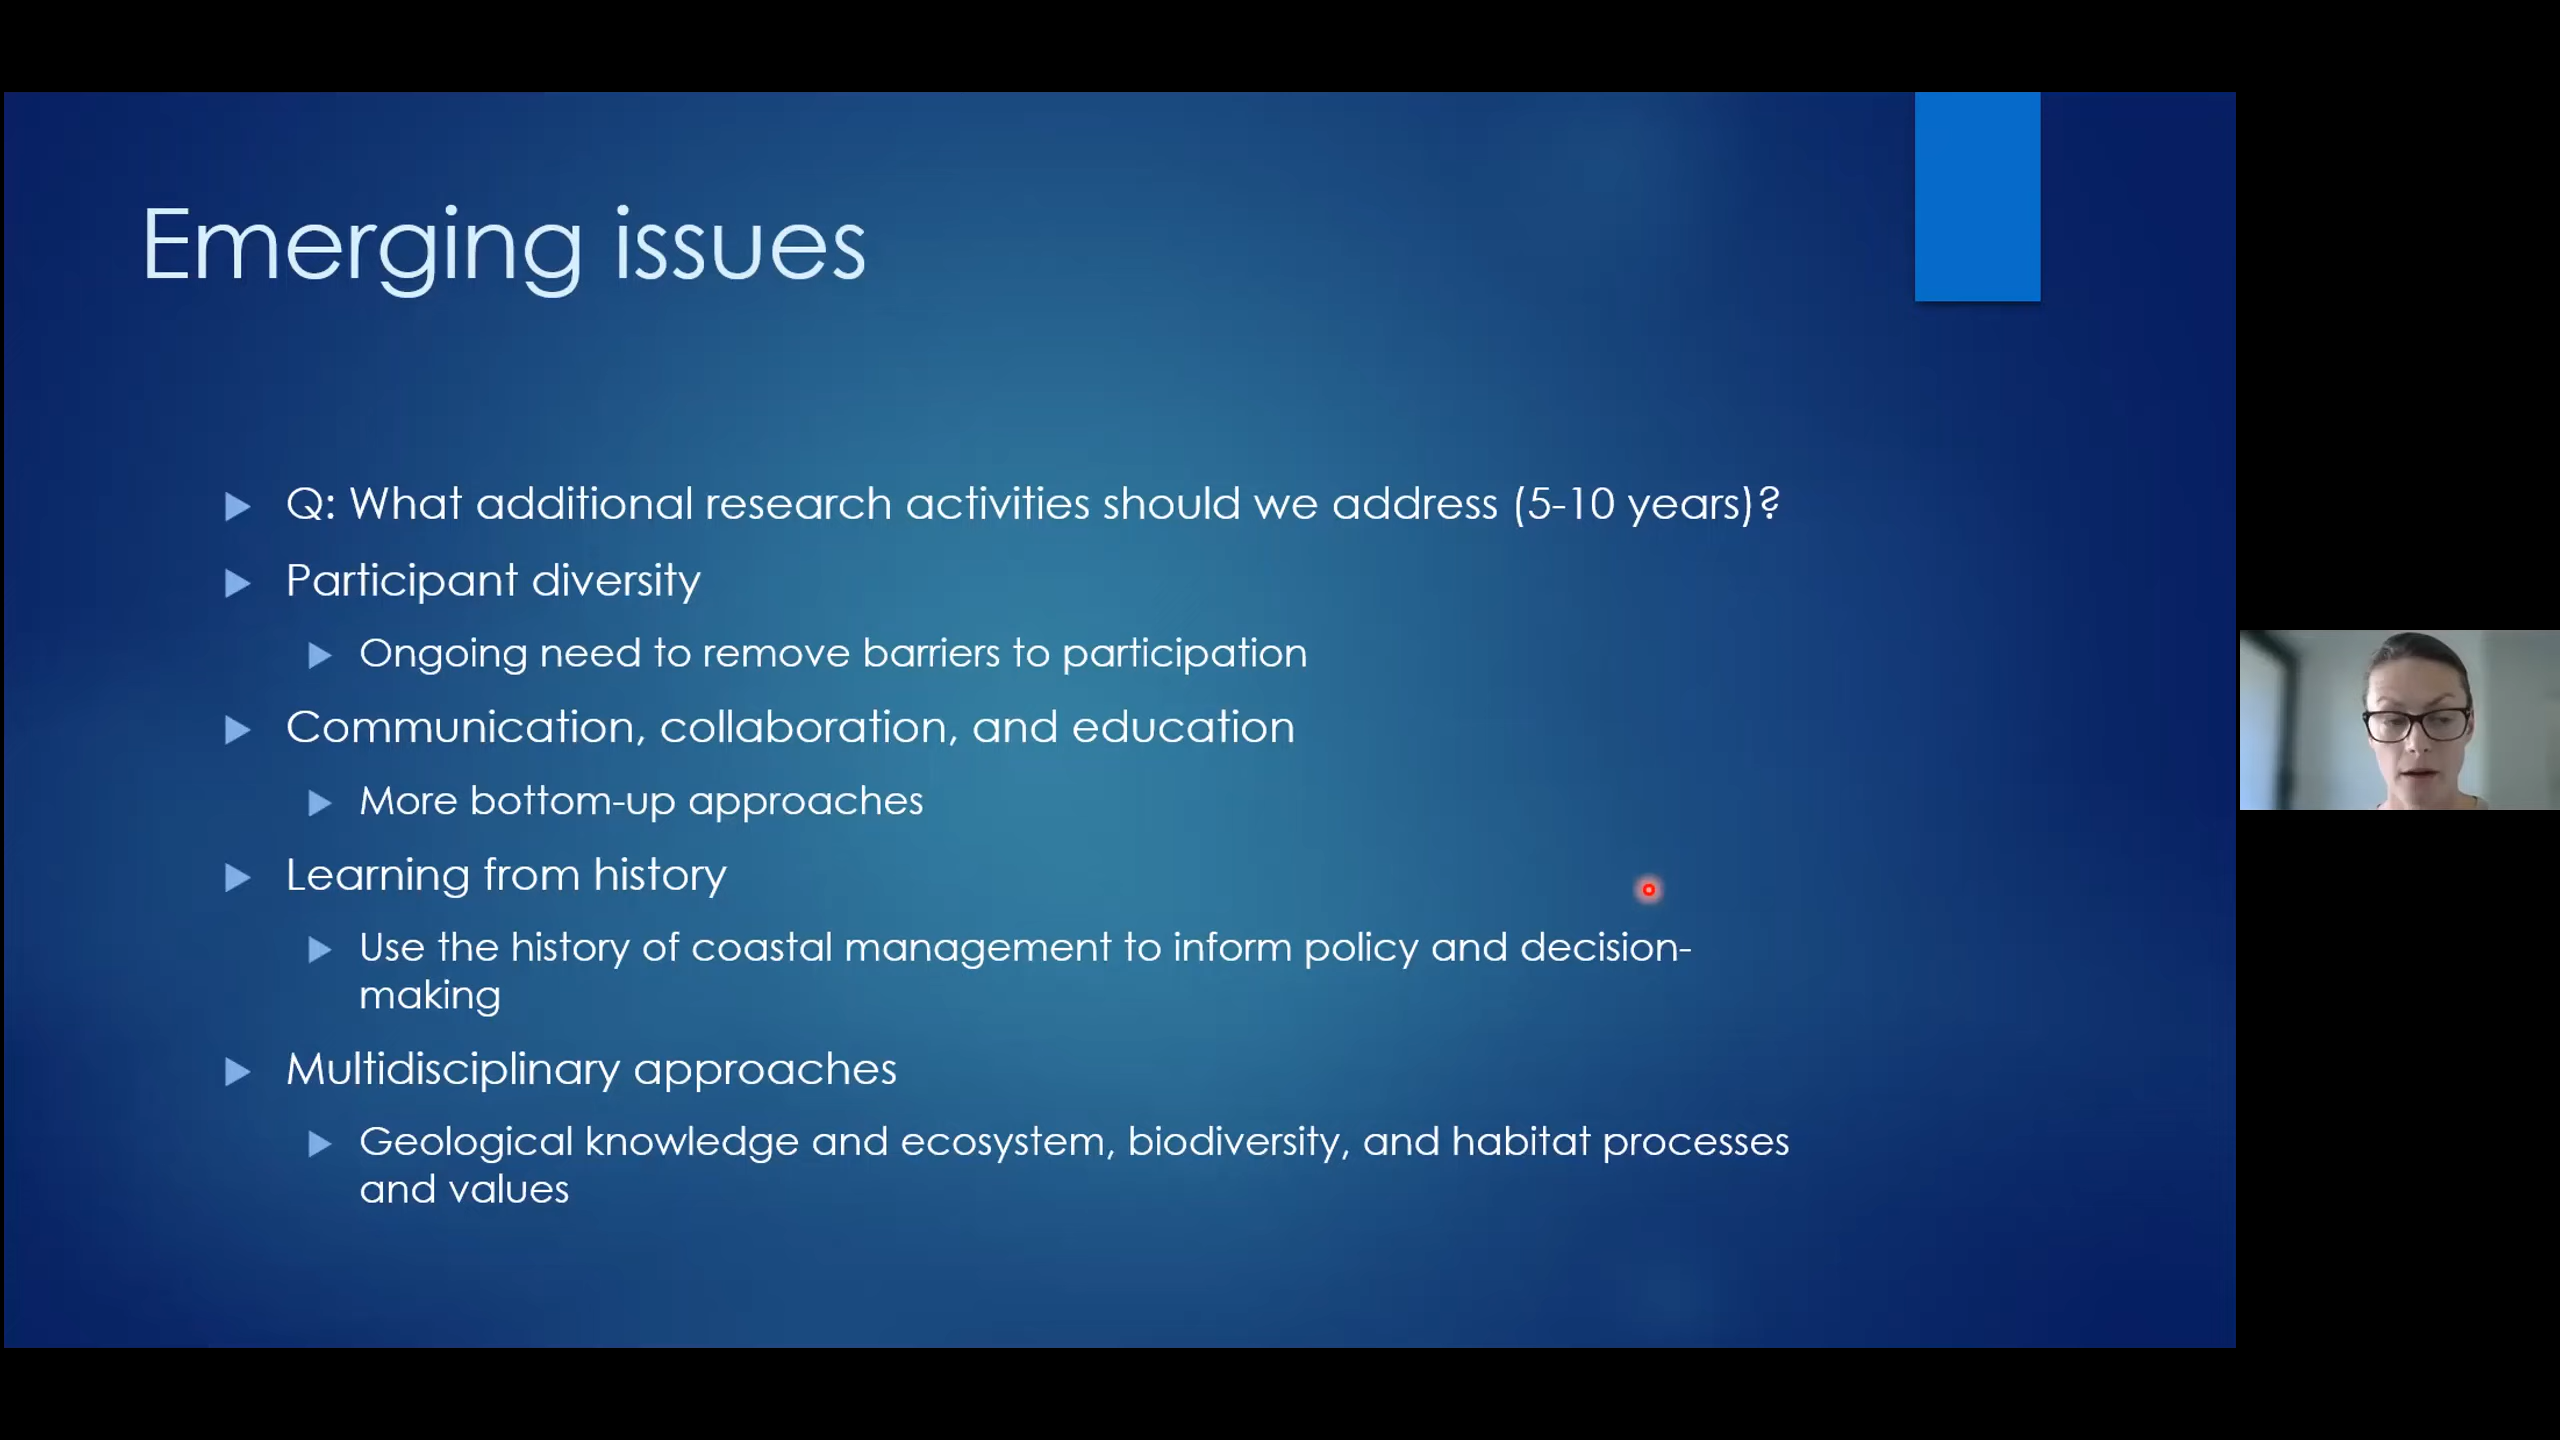 Emerging issues
Q: What additional research activities should we address (5-10 years)?
Participant diversity
Ongoing need to remove barriers to participation
Communication, collaboration, and education
More bottom-up approaches
Learning from history
Use the history of coastal management to inform policy and decision-
making
Multidisciplinary approaches
Geological knowledge and ecosystem, biodiversity, and habitat processes
and values